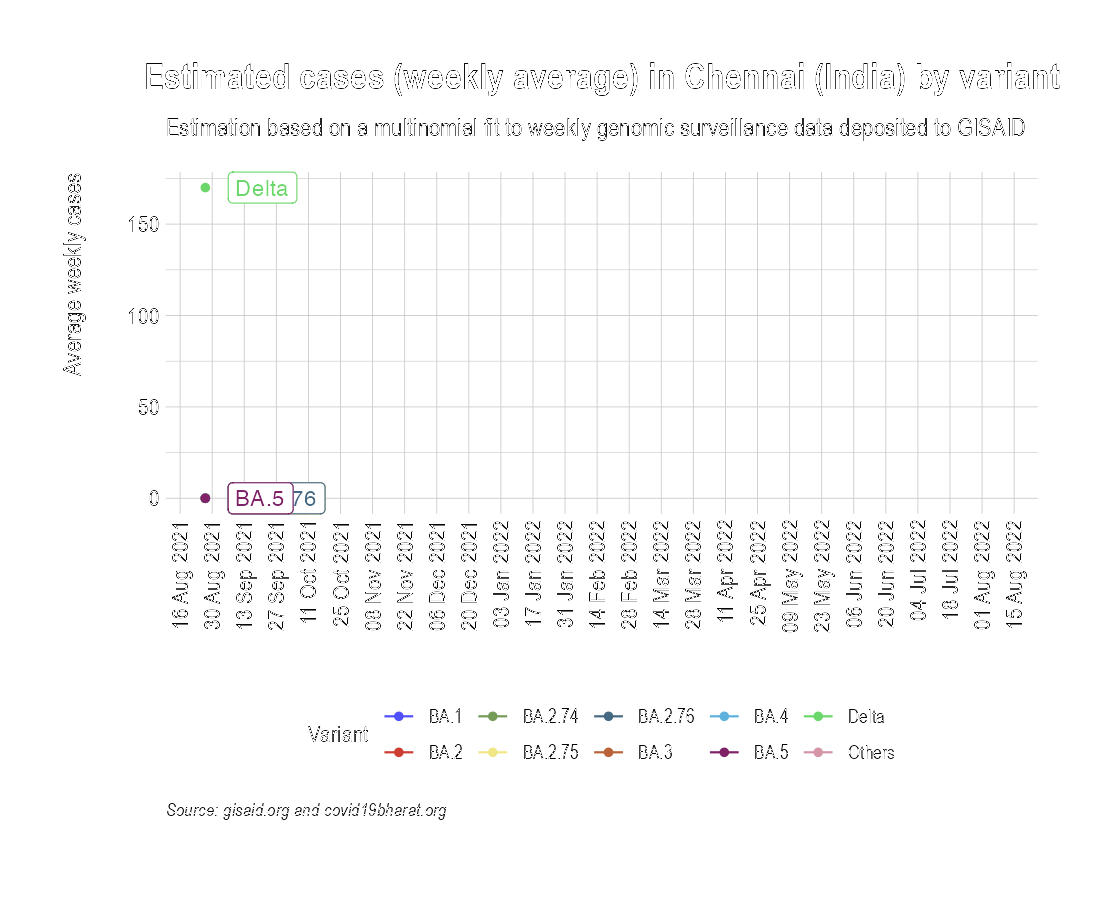 Estimated cases (weekly average) in Chennai (India) by variant
Estimation based on a multinomial fit to weekly genomic surveillance data deposited to GISAID
Average weekly cases
150
100
50
0
Delta
BA.5
76
16 Aug 2021
30 Aug 2021
13 Sep 2021
27 Sep 2021
11 Oct 2021
25 Oct 2021
08 Nov 2021
22 Nov 2021
06 Dec 2021
20 Dec 2021
03 Jan 2022
17 Jan 2022
31 Jan 2022
14 Feb 2022
28 Feb 2022
14 Mar 2022
28 Mar 2022
11 Apr 2022
25 Apr 2022
09 May 2022
23 May 2022
06 Jun 2022
20 Jun 2022
04 Jul 2022
18 Jul 2022
01 Aug 2022
15 Aug 2022
Variant
BA.1 BA.2.74 BA.2.76 BA.4 Delta
BA.2 BA.2.75 BA.3 BA.5 Others
Source: gisaid.org and covid19bharat.org